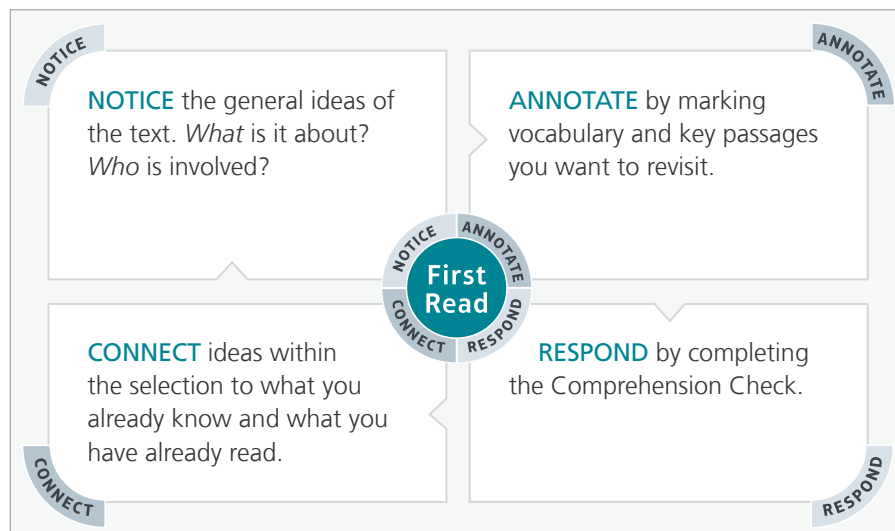 NOTICE
NOTICE the general ideas of
the text. What is it about?
Who is involved?
ANNOTATE
ANNOTATE by marking
vocabulary and key passages
you want to revisit.
NOTICE
ANNOTATE
First
Read
CONNECT
RESPOND
CONNECT ideas within
the selection to what you
already know and what you
have already read.
CONNECT
RESPOND by completing
the Comprehension Check.
RESPOND